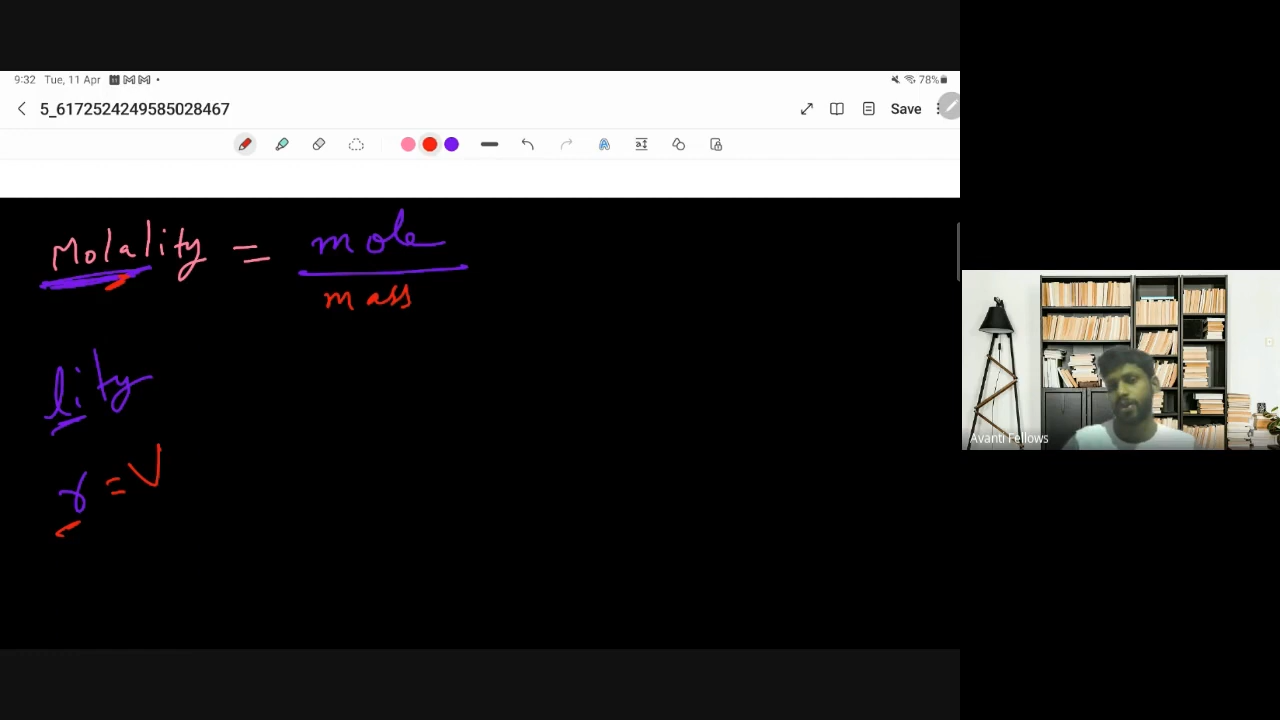 9:32 Tue, 11 Apr
78%
5_6172524249585028467
Save
Molality = mole
mass
lity
r = V
Avanti Fellows